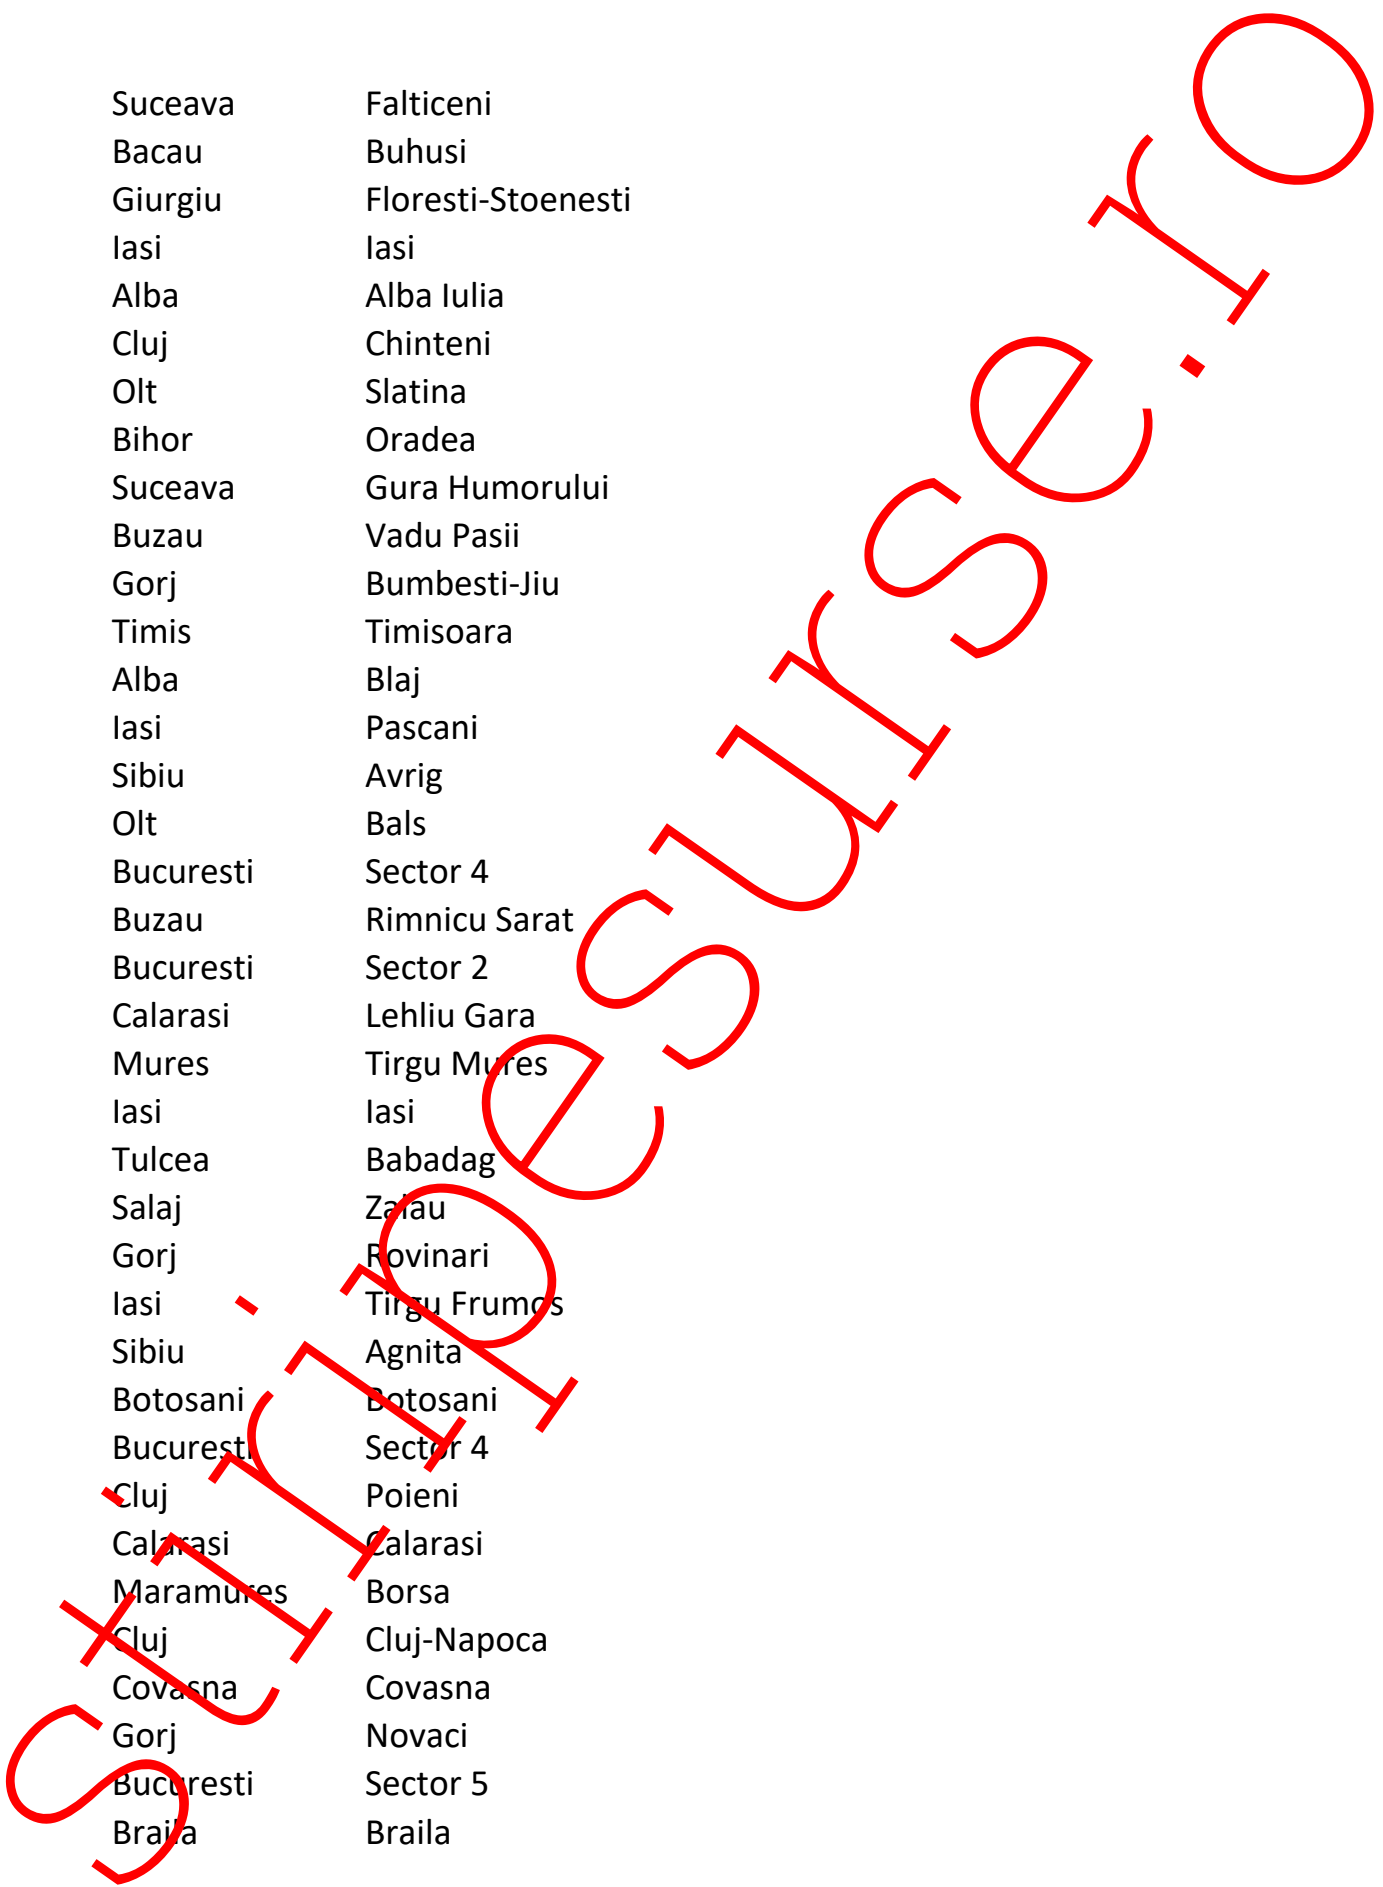 Suceava Falticeni
Bacau Buhusi
Giurgiu Floresti-Stoenesti
Iasi Iasi
Alba Alba Iulia
Cluj Chinteni
Olt Slatina
Bihor Oradea
Suceava Gura Humorului
Buzau Vadu Pasii
Gorj Bumbesti-Jiu
Timis Timisoara
Alba Blaj
Iasi Pascani
Sibiu Avrig
Olt Bals
Bucuresti Sector 4
Buzau Rimnicu Sarat
Bucuresti Sector 2
Calarasi Lehliu Gara
Mures Tirgu Mures
Iasi Iasi
Tulcea Babadag
Salaj Zalau
Gorj Rovinari
Iasi Tirgu Frumos
Sibiu Agnita
Botosani Botosani
Bucuresti Sector 4
Cluj Poieni
Calarasi Calarasi
Maramures Borsa
Cluj Cluj-Napoca
Covasna Covasna
Gorj Novaci
Bucuresti Sector 5
Braila Braila
stiripesurse.ro